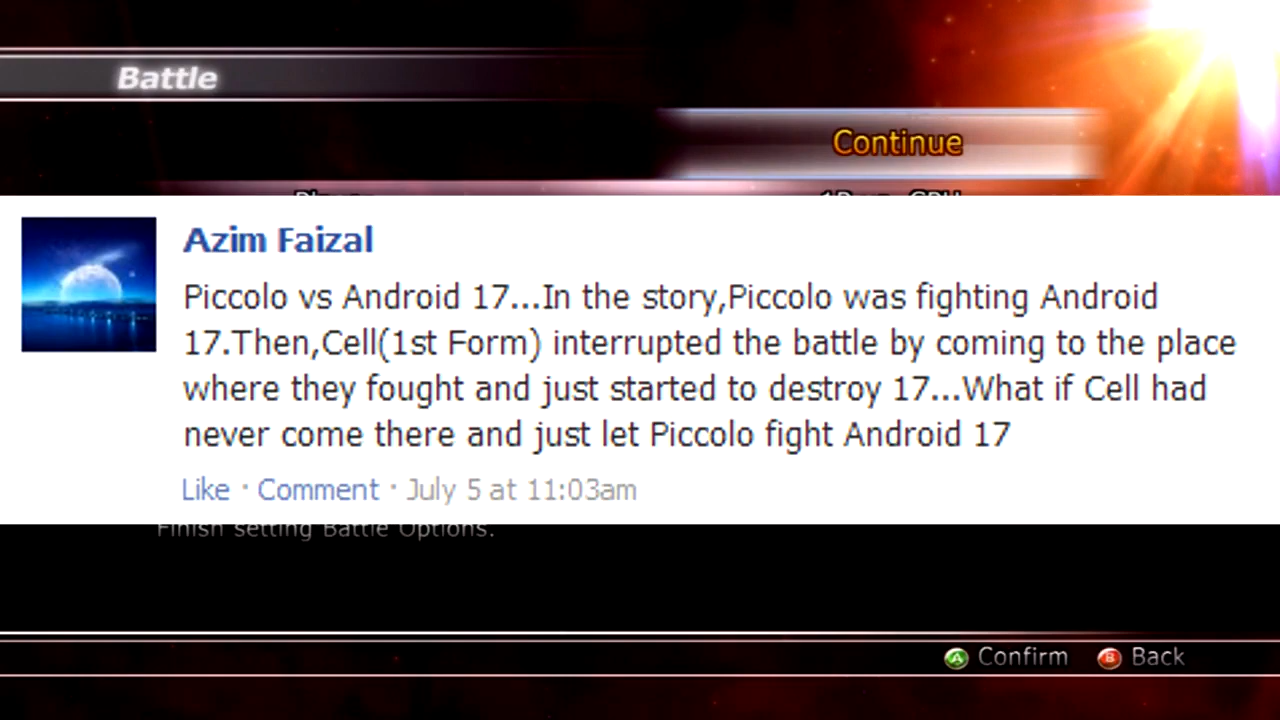 Battle
Continue
Azim Faizal
Piccolo vs Android 17...In the story,Piccolo was fighting Android
17.Then,Cell(1st Form) interrupted the battle by coming to the place
where they fought and just started to destroy 17...What if Cell had
never come there and just let Piccolo fight Android 17
Like · Comment · July 5 at 11:03am
Finish setting Battle Options.
A Confirm B Back